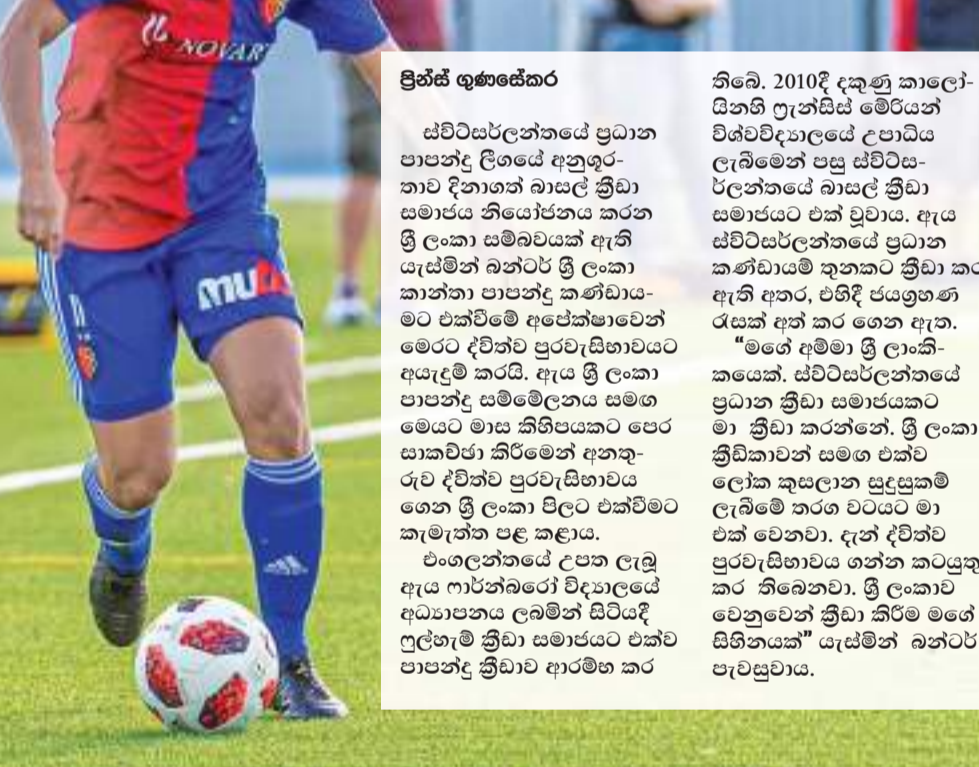 NOVAR
ප්‍රින්ස් ගුණසේකර
ස්විට්සර්ලන්තයේ ප්‍රධාන
පාපන්දු ලීගයේ අනුශූර-
තාව දිනාගත් බාසල් ක්‍රීඩා
සමාජය නියෝජනය කරන
ශ්‍රී ලංකා සම්බවයක් ඇති
යැස්මින් බන්ටර් ශ්‍රී ලංකා
කාන්තා පාපන්දු කණ්ඩාය-
මට එක්වීමේ අපේක්ෂාවෙන්
මෙරට ද්විත්ව පුරවැසිභාවයට
අයැදුම් කරයි. ඇය ශ්‍රී ලංකා
පාපන්දු සම්මේලනය සමඟ
මෙයට මාස කිහිපයකට පෙර
සාකච්ඡා කිරීමෙන් අනතු-
රුව ද්විත්ව පුරවැසිභාවය
ගෙන ශ්‍රී ලංකා පිලට එක්වීමට
කැමැත්ත පළ කළාය.
එංගලන්තයේ උපත ලැබූ
ඇය ෆාර්න්බරෝ විද්‍යාලයේ
අධ්‍යාපනය ලබමින් සිටියදී
ෆුල්හැම් ක්‍රීඩා සමාජයට එක්ව
පාපන්දු ක්‍රීඩාව ආරම්භ කර
තිබේ. 2010දී දකුණු කාලෝ-
යිනහි ෆ්‍රැන්සිස් මේරියන්
විශ්වවිද්‍යාලයේ උපාධිය
ලැබීමෙන් පසු ස්විට්ස-
ර්ලන්තයේ බාසල් ක්‍රීඩා
සමාජයට එක් වූවාය. ඇය
ස්විට්සර්ලන්තයේ ප්‍රධාන
කණ්ඩායම් තුනකට ක්‍රීඩා කර
ඇති අතර, එහිදී ජයග්‍රහණ
රැසක් අත් කර ගෙන ඇත.
“මගේ අම්මා ශ්‍රී ලාංකි-
කයෙක්. ස්විට්සර්ලන්තයේ
ප්‍රධාන ක්‍රීඩා සමාජයකට
මා ක්‍රීඩා කරන්නේ. ශ්‍රී ලංකා
ක්‍රීඩිකාවන් සමඟ එක්ව
ලෝක කුසලාන සුදුසුකම්
ලැබීමේ තරග වටයට මා
එක් වෙනවා. දැන් ද්විත්ව
පුරවැසිභාවය ගන්න කටයුතු
කර තිබෙනවා. ශ්‍රී ලංකාව
වෙනුවෙන් ක්‍රීඩා කිරීම මගේ
සිහිනයක්” යැස්මින් බන්ටර්
පැවසුවාය.